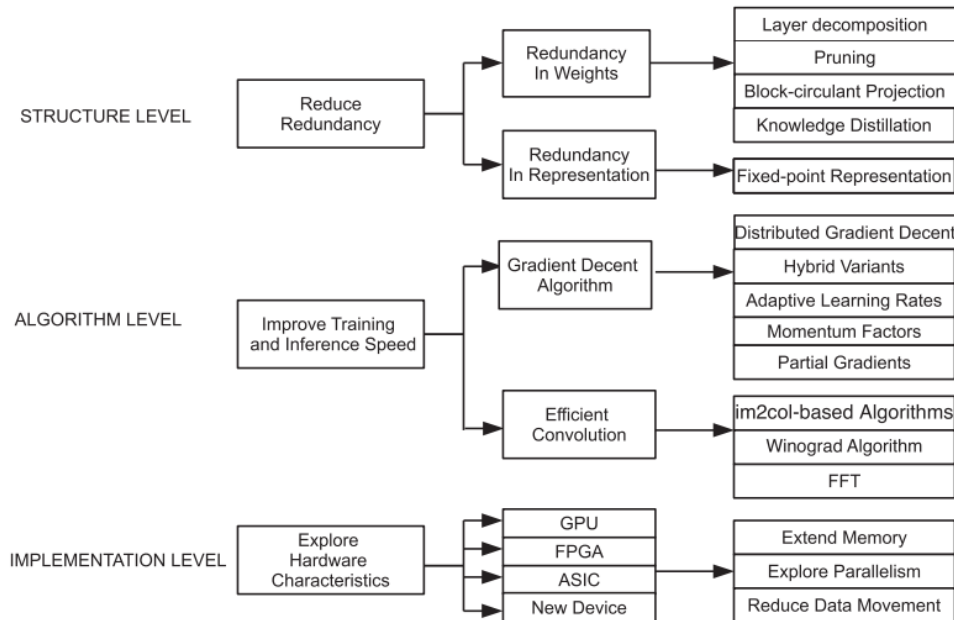 STRUCTURE LEVEL
Reduce
Redundancy
Redundancy
In Weights
Layer decomposition
Pruning
Block-circulant Projection
Knowledge Distillation
Redundancy
In Representation
Fixed-point Representation
ALGORITHM LEVEL
Improve Training
and Inference Speed
Gradient Decent
Algorithm
Distributed Gradient Decent
Hybrid Variants
Adaptive Learning Rates
Momentum Factors
Partial Gradients
Efficient
Convolution
im2col-based Algorithms
Winograd Algorithm
FFT
IMPLEMENTATION LEVEL
Explore
Hardware
Characteristics
GPU
FPGA
ASIC
New Device
Extend Memory
Explore Parallelism
Reduce Data Movement